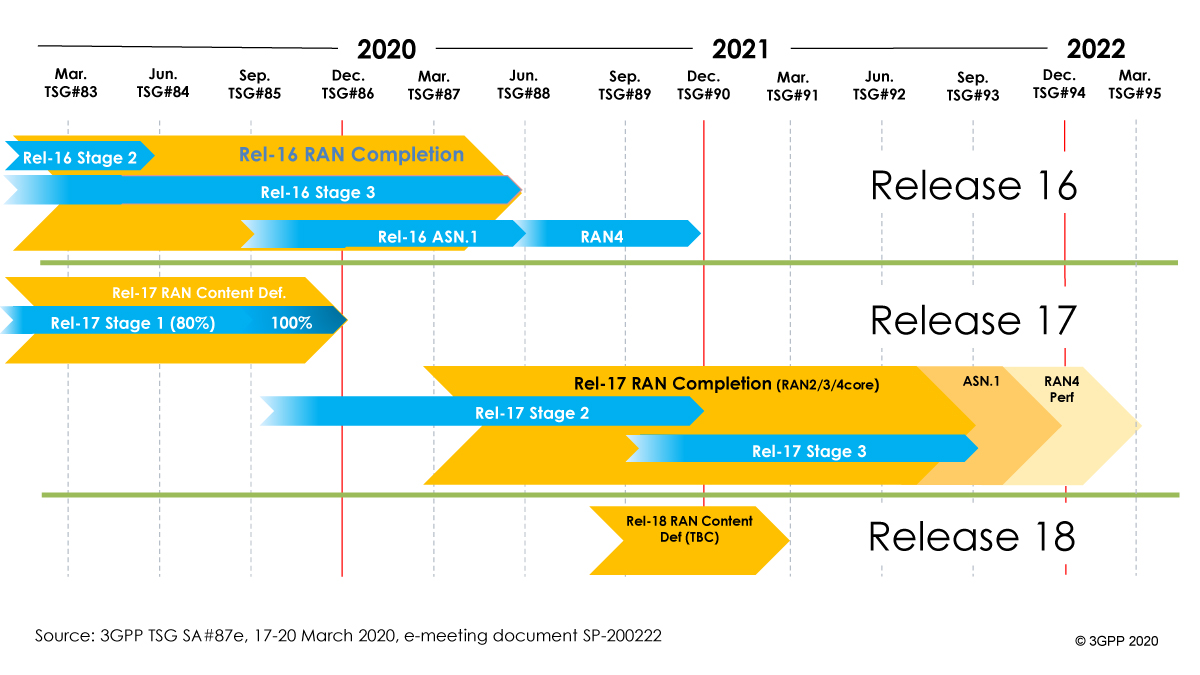 2020 2021 2022
Mar. Jun. Sep. Dec. Mar. Jun. Sep. Dec. Mar. Jun. Sep. Dec. Mar.
TSG#83 TSG#84 TSG#85 TSG#86 TSG#87 TSG#88 TSG#89 TSG#90 TSG#91 TSG#92 TSG#93 TSG#94 TSG#95
Rel-16 Stage 2
Rel-16 RAN Completion
Rel-16 Stage 3
Release 16
Rel-16 ASN.1
RAN4
Rel-17 RAN Content Def.
Rel-17 Stage 1 (80%)
100%
Release 17
Rel-17 RAN Completion (RAN2/3/4core)
ASN.1
RAN4
Perf
Rel-17 Stage 2
Rel-17 Stage 3
Rel-18 RAN Content
Def (TBC)
Release 18
Source: 3GPP TSG SA#87e, 17-20 March 2020, e-meeting document SP-200222
© 3GPP 2020